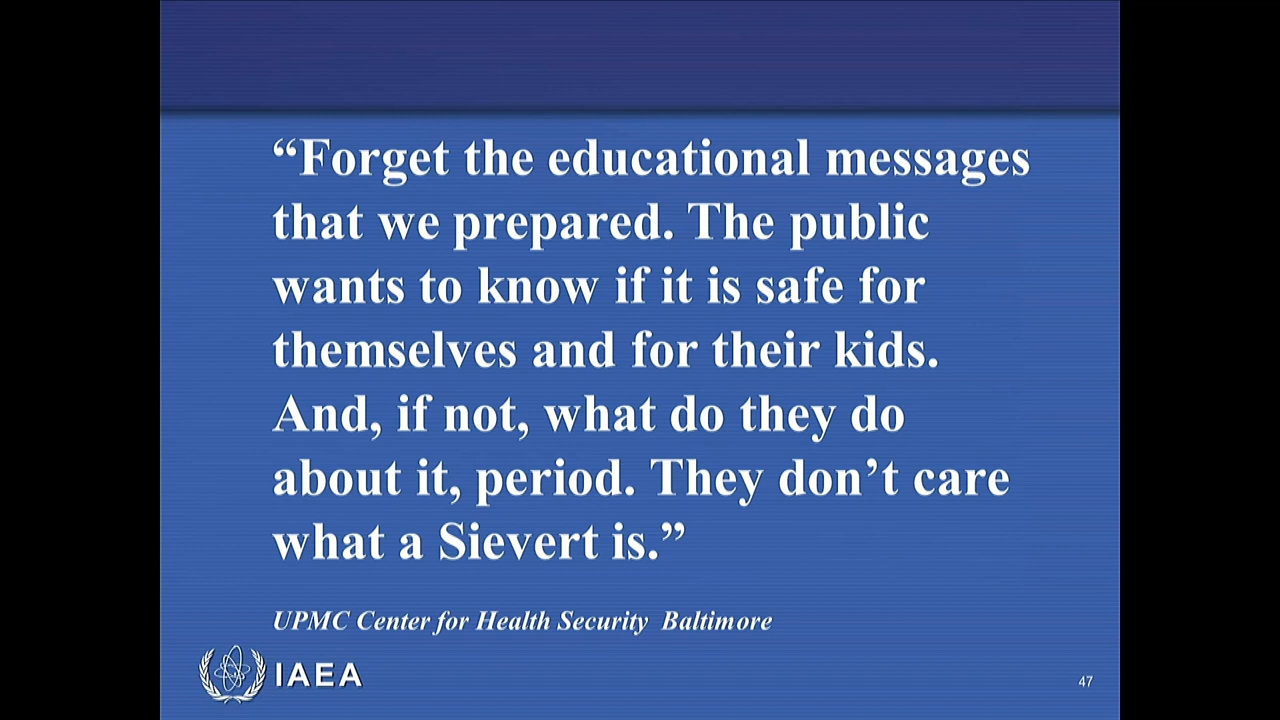 “Forget the educational messages
that we prepared. The public
wants to know if it is safe for
themselves and for their kids.
And, if not, what do they do
about it, period. They don’t care
what a Sievert is.”
UPMC Center for Health Security  Baltimore
IAEA
47